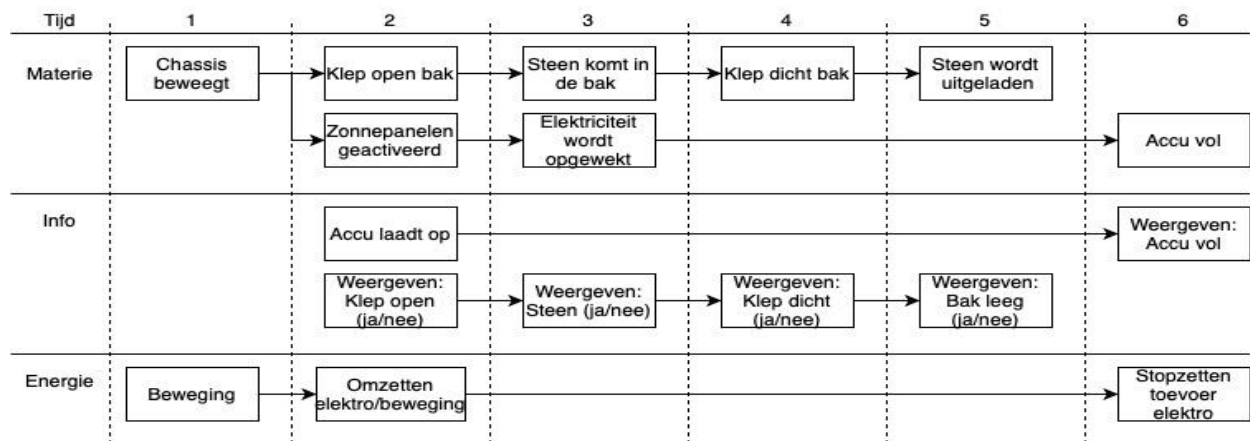 Tijd 1 2 3 4 5 6
Materie
Chassis
beweegt
Klep open bak
Steen komt in
de bak
Klep dicht bak
Steen wordt
uitgeladen
Zonnepanelen
geactiveerd
Elektriciteit
wordt
opgewekt
Accu vol
Info
Accu laadt op
Weergeven:
Accu vol
Weergeven:
Klep open
(ja/nee)
Weergeven:
Steen (ja/nee)
Weergeven:
Klep dicht
(ja/nee)
Weergeven:
Bak leeg
(ja/nee)
Energie
Beweging
Omzetten
elektro/beweging
Stopzetten
toevoer
elektro